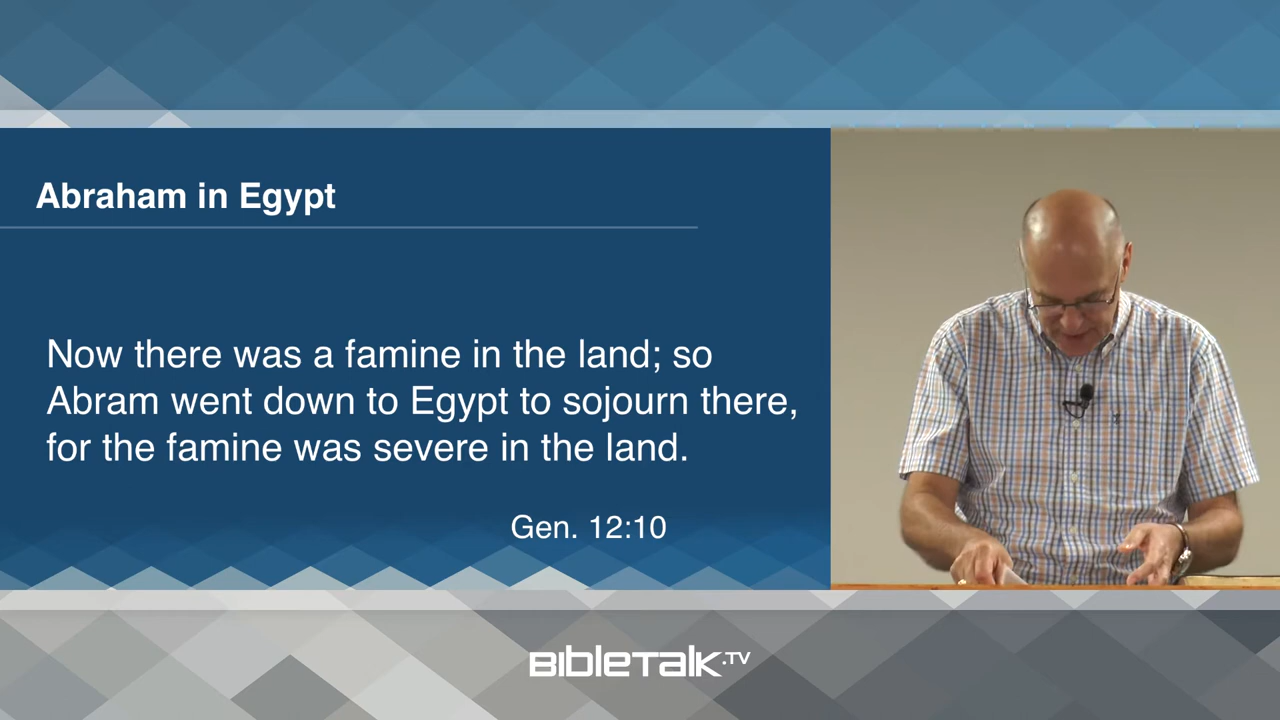 Abraham in Egypt
Now there was a famine in the land; so
Abram went down to Egypt to sojourn there,
for the famine was severe in the land.
Gen. 12:10
BIBLETALK.TV